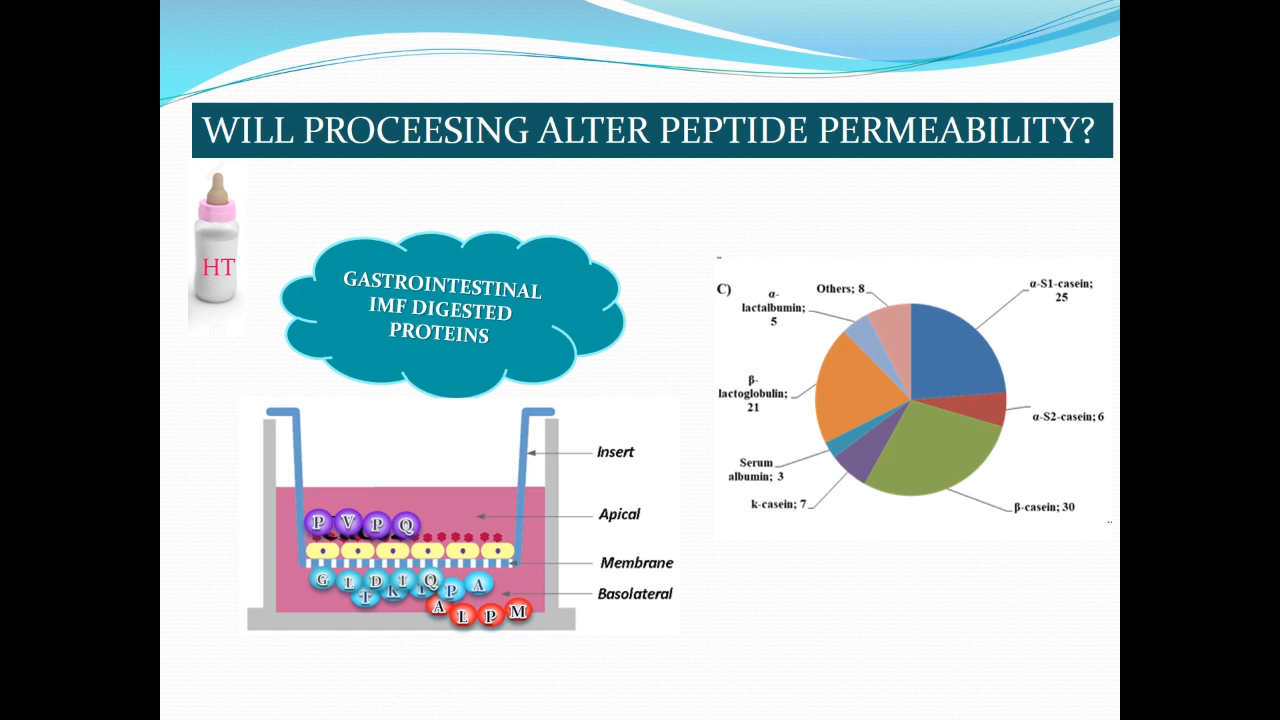 WILL PROCEESING ALTER PEPTIDE PERMEABILITY?
HT
GASTROINTESTINAL
IMF DIGESTED
PROTEINS
Insert
Apical
Membrane
Basolateral
P V P Q
G L D I Q P A
T K
A L P M
C)
α-S1-casein;
25
α-S2-casein; 6
β-casein; 30
k-casein; 7
Serum
albumin; 3
β-
lactoglobulin;
21
α-
lactalbumin;
5
Others; 8